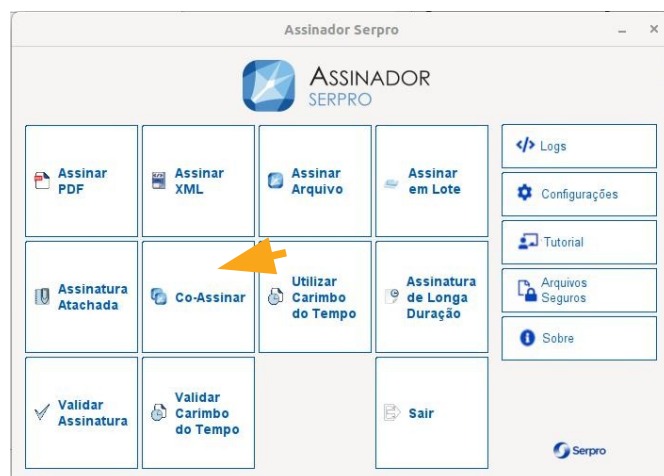 Assinador Serpro
ASSINADOR
SERPRO
Assinar
PDF
Assinar
XML
Assinar
Arquivo
Assinar
em Lote
Assinatura
Atachada
Co-Assinar
Utilizar
Carimbo
do Tempo
Assinatura
de Longa
Duração
Validar
Assinatura
Validar
Carimbo
do Tempo
Sair
</> Logs
Configurações
Tutorial
Arquivos
Seguros
Sobre
Serpro